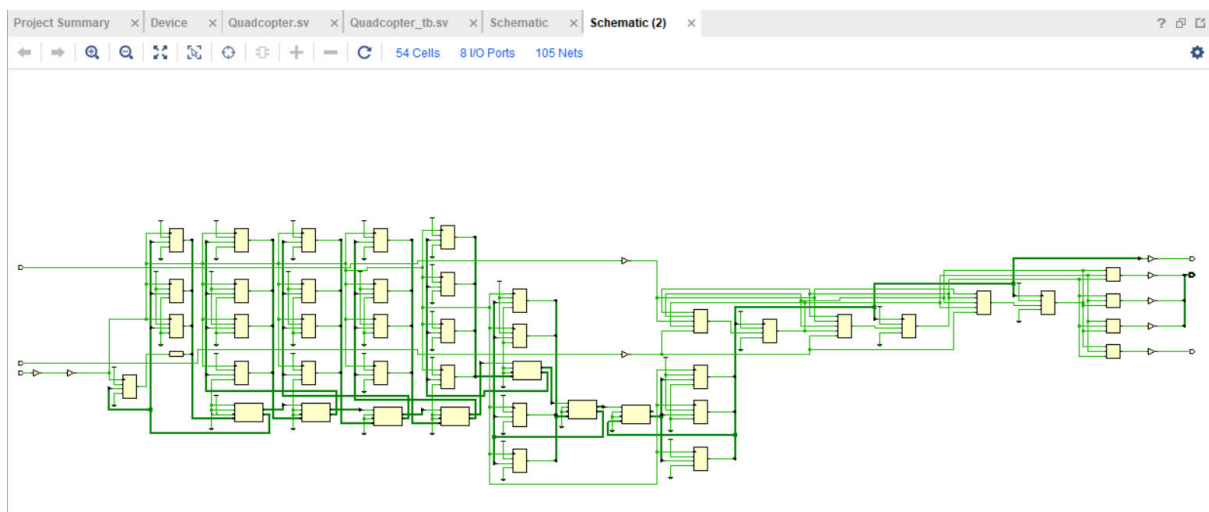 Project Summary × Device × Quadcopter.sv × Quadcopter_tb.sv × Schematic × Schematic (2) × ?
54 Cells 8 I/O Ports 105 Nets